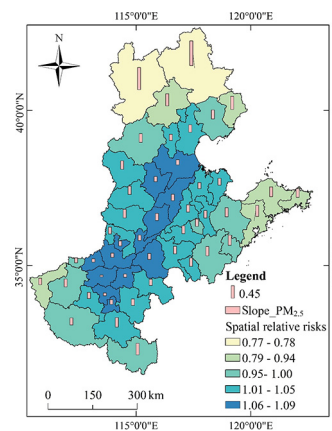 115°0'0"E 120°0'0"E
N
40°0'0"N
35°0'0"N
Legend
0.45
Slope_PM2.5
Spatial relative risks
0.77 - 0.78
0.79 - 0.94
0.95- 1.00
1.01 - 1.05
1.06 - 1.09
0 150 300 km
115°0'0"E 120°0'0"E